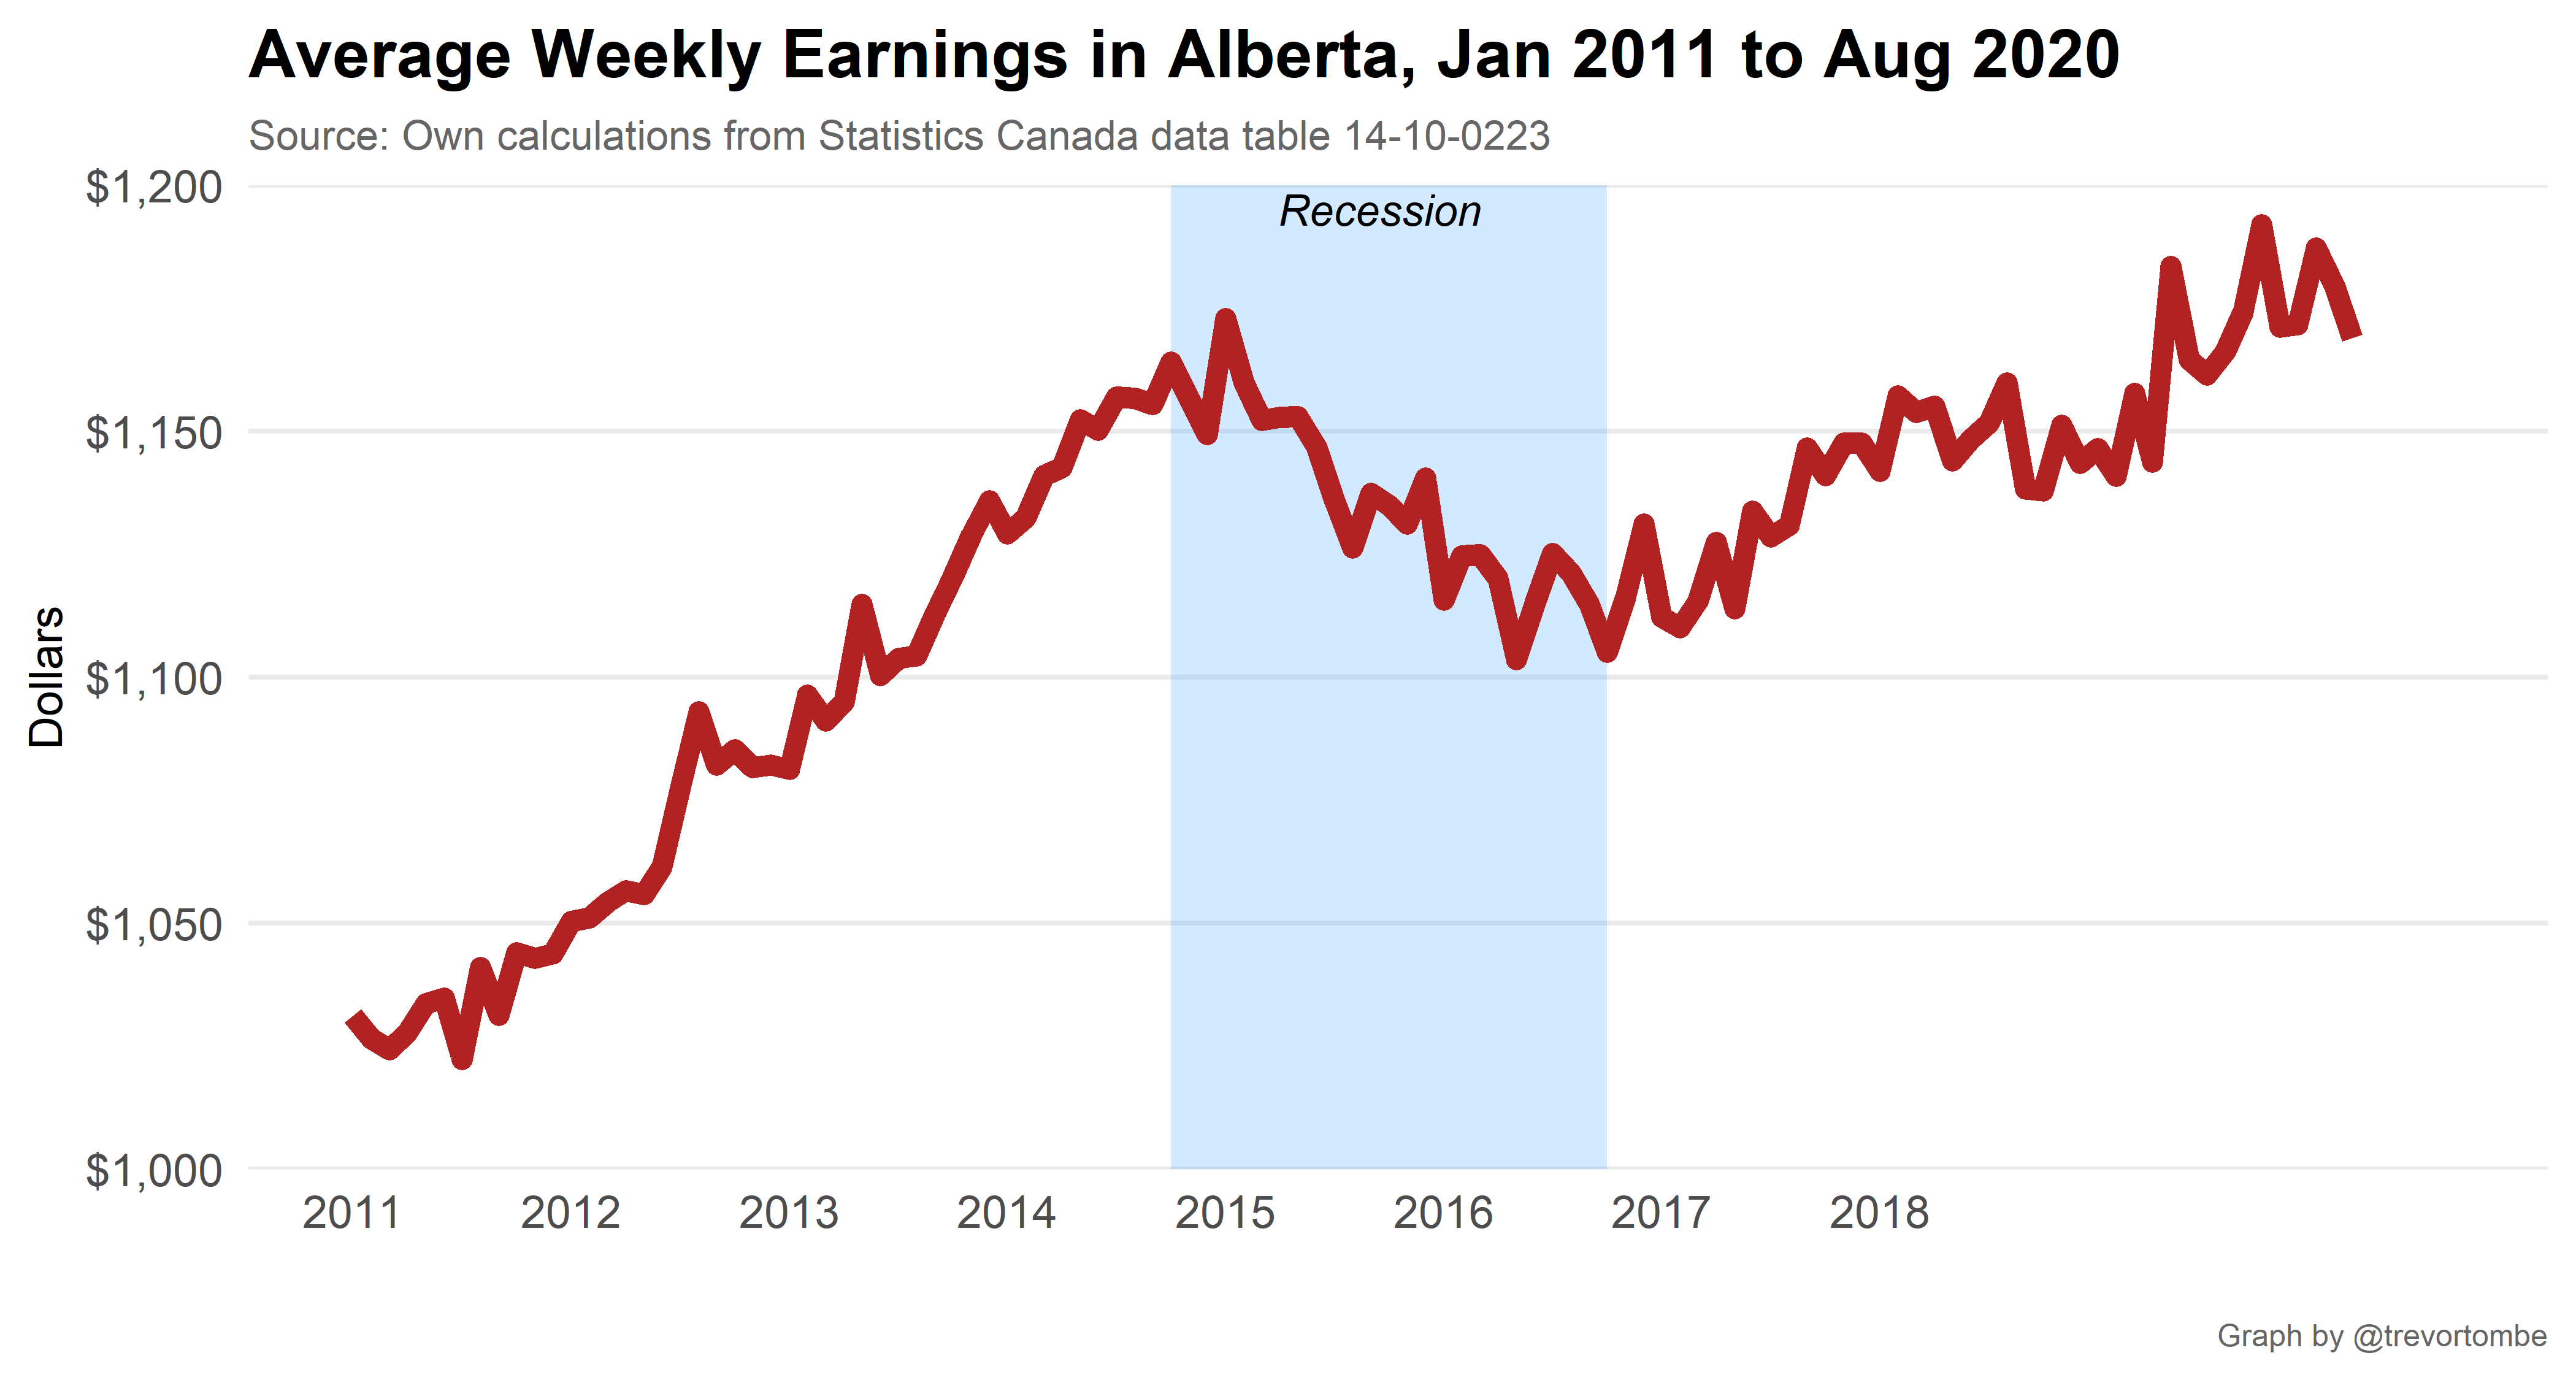 Average Weekly Earnings in Alberta, Jan 2011 to Aug 2020
Source: Own calculations from Statistics Canada data table 14-10-0223
$1,200
Recession
$1,150
$1,100
Dollars
$1,050
$1,000
2011 2012 2013 2014 2015 2016 2017 2018
Graph by @trevortombe